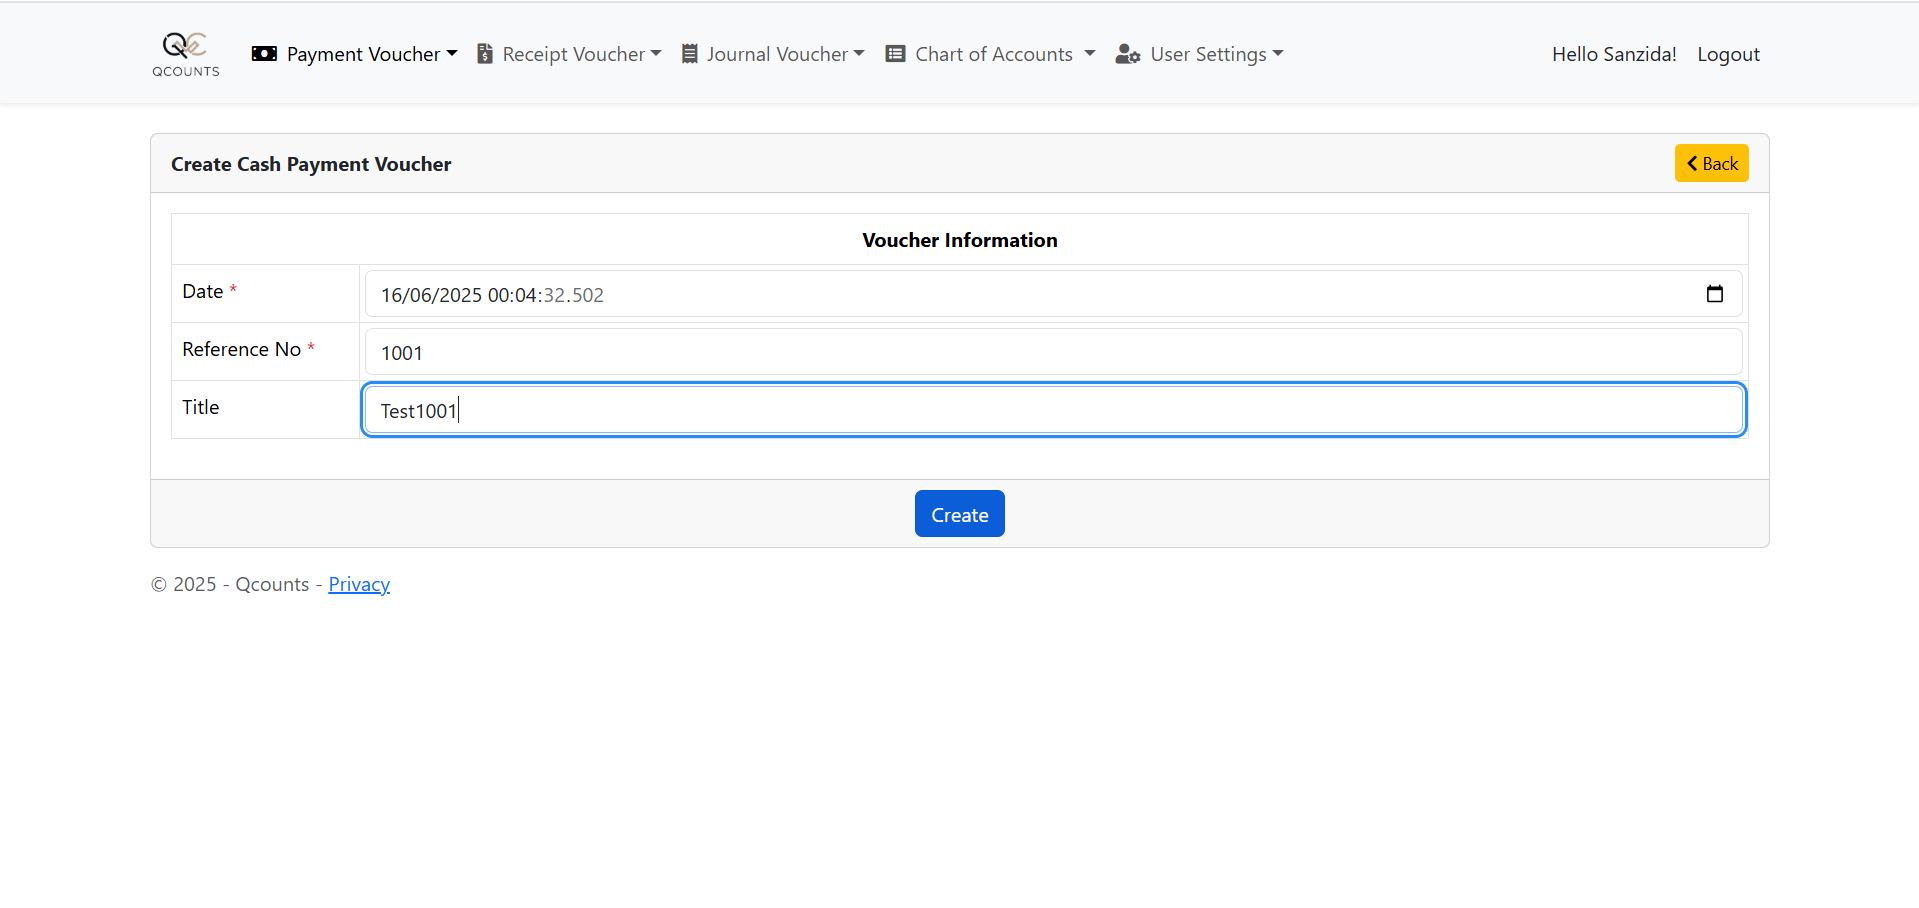 QCOUNTS Payment Voucher Receipt Voucher Journal Voucher Chart of Accounts User Settings Hello Sanzida! Logout
Create Cash Payment Voucher Back
Voucher Information
Date * 16/06/2025 00:04:32.502
Reference No * 1001
Title Test1001
Create
© 2025 - Qcounts - Privacy